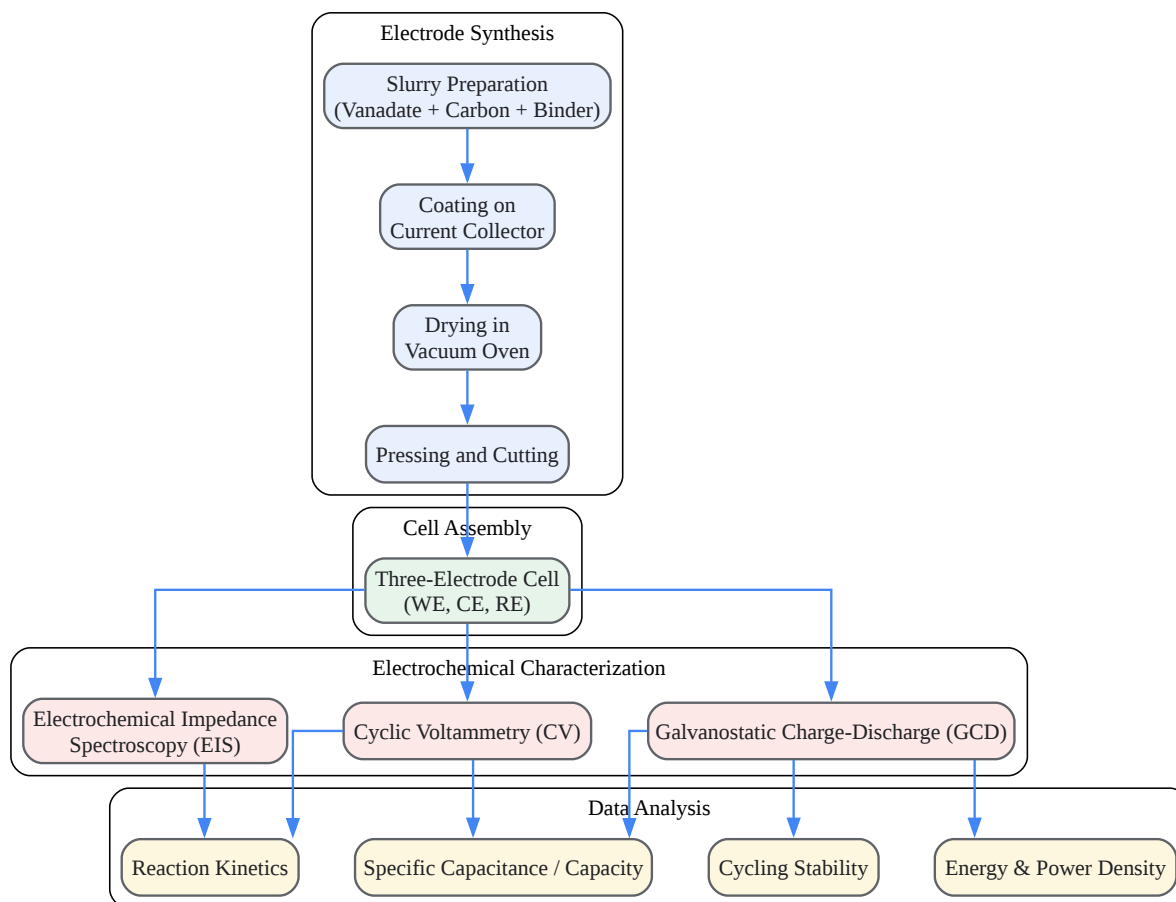 Electrode Synthesis
Slurry Preparation
(Vanadate + Carbon + Binder)
Coating on
Current Collector
Drying in
Vacuum Oven
Pressing and Cutting
Cell Assembly
Three-Electrode Cell
(WE, CE, RE)
Electrochemical Characterization
Electrochemical Impedance
Spectroscopy (EIS)
Cyclic Voltammetry (CV)
Galvanostatic Charge-Discharge (GCD)
Data Analysis
Reaction Kinetics
Specific Capacitance / Capacity
Cycling Stability
Energy & Power Density